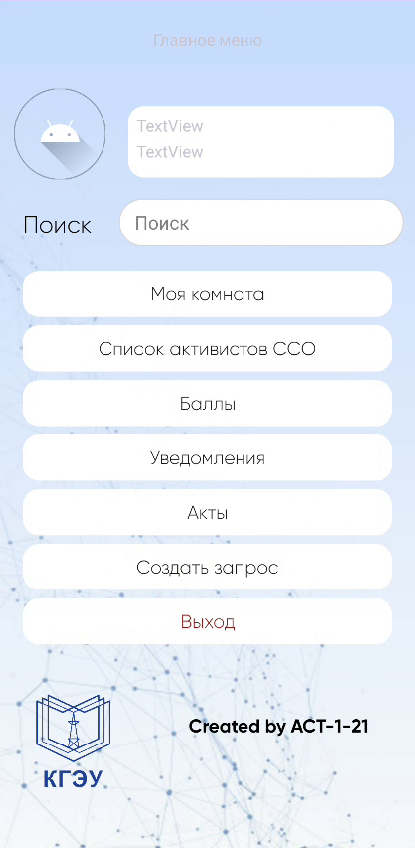 Главное меню
TextView
TextView
Поиск
Поиск
Моя комнста
Список активистов ССО
Баллы
Уведомления
Акты
Создать загрос
Выход
Created by ACT-1-21
КГЭУ